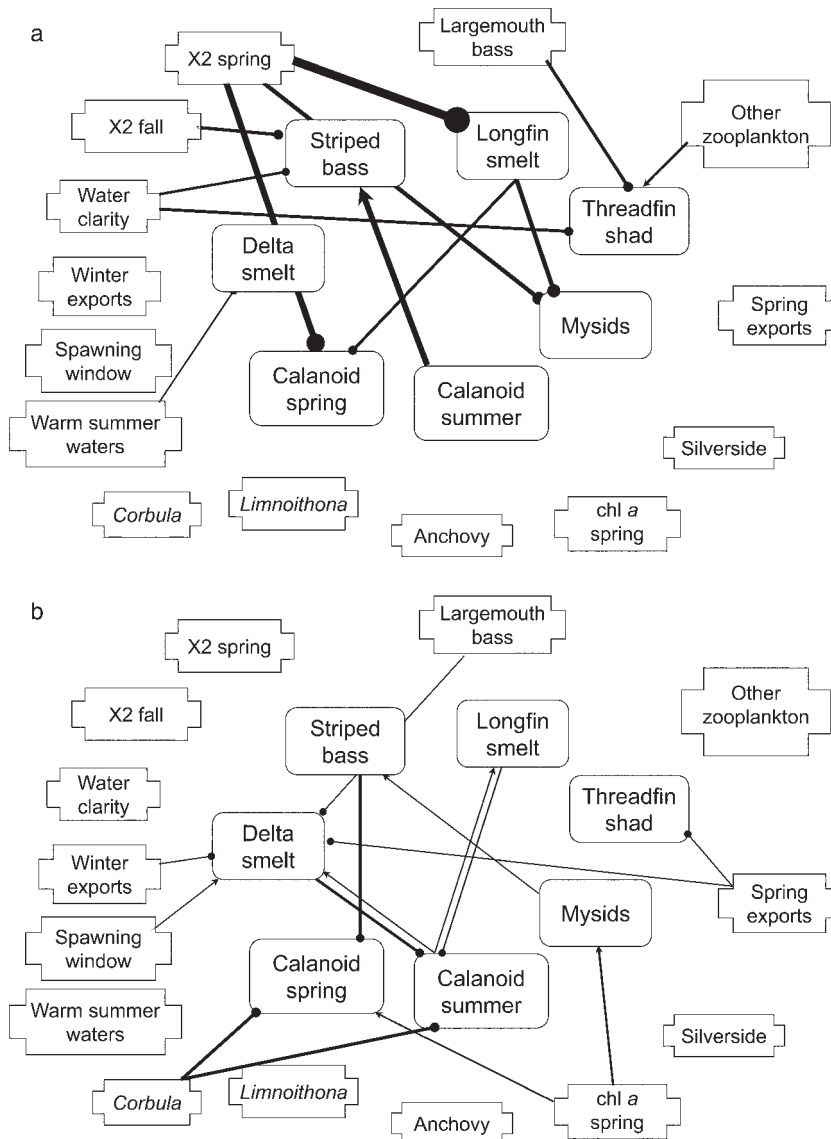 a
X2 spring
Largemouth
bass
X2 fall
Striped
bass
Longfin
smelt
Other
zooplankton
Water
clarity
Threadfin
shad
Delta
smelt
Winter
exports
Mysids
Spring
exports
Spawning
window
Calanoid
spring
Calanoid
summer
Warm summer
waters
Silverside
Corbula
Limnoithona
Anchovy
chl a
spring
b
X2 spring
Largemouth
bass
X2 fall
Striped
bass
Longfin
smelt
Other
zooplankton
Water
clarity
Threadfin
shad
Delta
smelt
Winter
exports
Mysids
Spring
exports
Spawning
window
Calanoid
spring
Calanoid
summer
Warm summer
waters
Silverside
Corbula
Limnoithona
Anchovy
chl a
spring